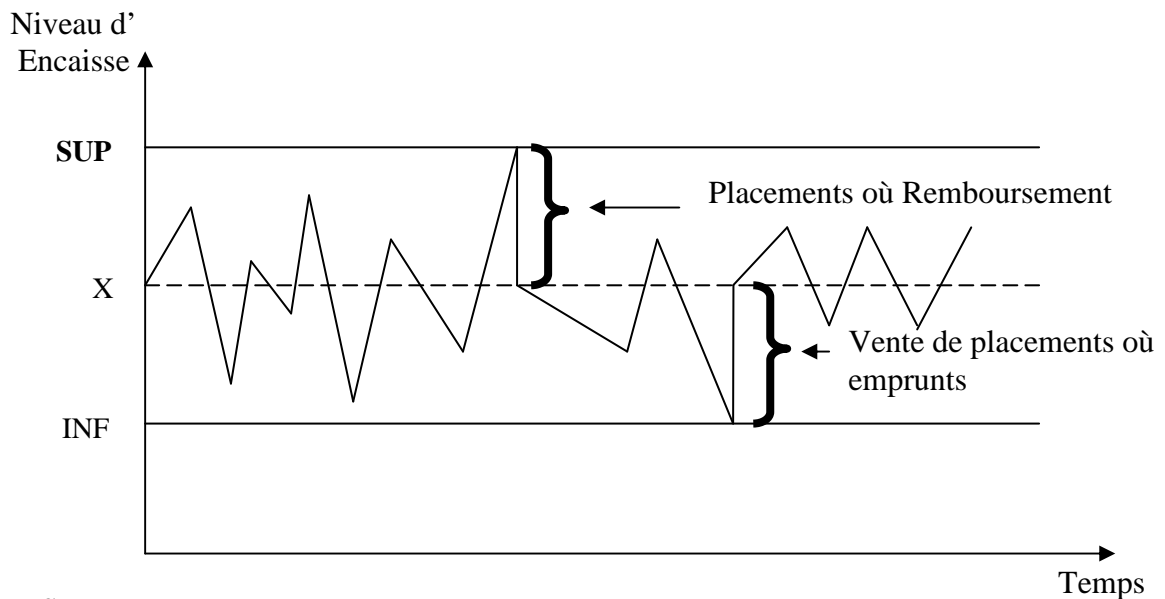 Niveau d’
Encaisse
SUP
Placements où Remboursement
X
Vente de placements où
emprunts
INF
Temps